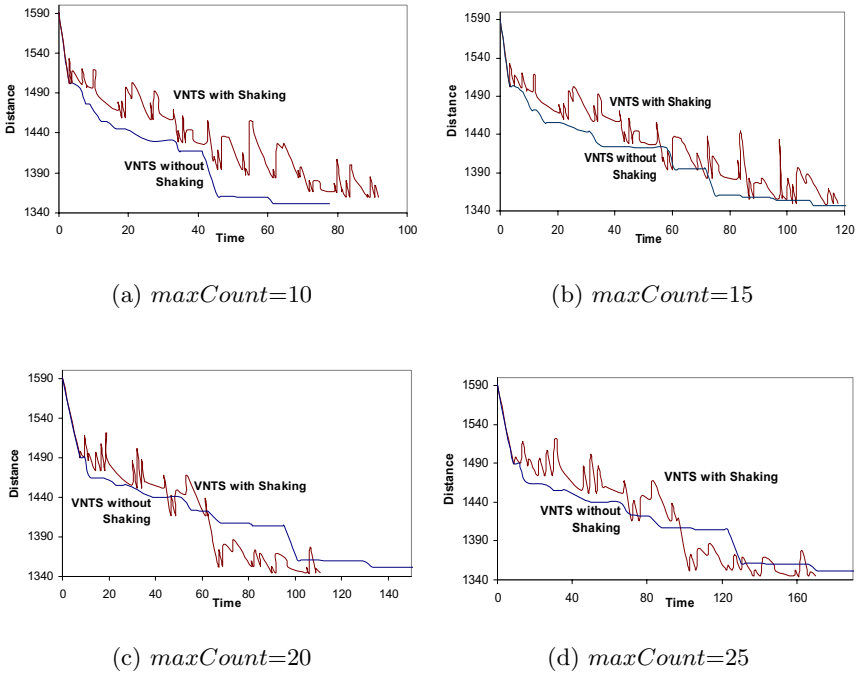 1590
1540
1490
1440
1390
1340
Distance
VNTS with Shaking
VNTS without
Shaking
0 20 40 60 80 100
Time
(a) maxCount=10
1590
1540
1490
1440
1390
1340
Distance
VNTS with Shaking
VNTS without
Shaking
0 20 40 60 80 100 120
Time
(b) maxCount=15
1590
1540
1490
1440
1390
1340
Distance
VNTS with Shaking
VNTS without
Shaking
0 20 40 60 80 100 120 140
Time
(c) maxCount=20
1590
1540
1490
1440
1390
1340
Distance
VNTS with Shaking
VNTS without
Shaking
0 40 80 120 160
Time
(d) maxCount=25